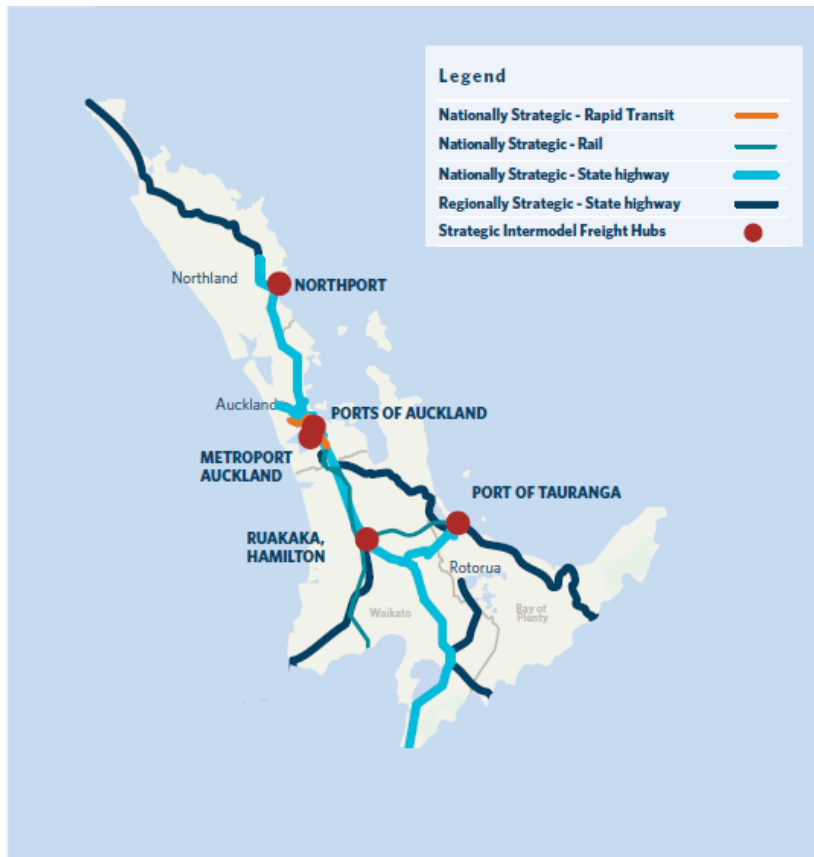 Legend
Nationally Strategic - Rapid Transit
Nationally Strategic - Rail
Nationally Strategic - State highway
Regionally Strategic - State highway
Strategic Intermodel Freight Hubs
Northland
NORTHPORT
Auckland
PORTS OF AUCKLAND
METROPORT
AUCKLAND
PORT OF TAURANGA
RUAKAKA,
HAMILTON
Rotorua
Waikato
Bay of
Plenty